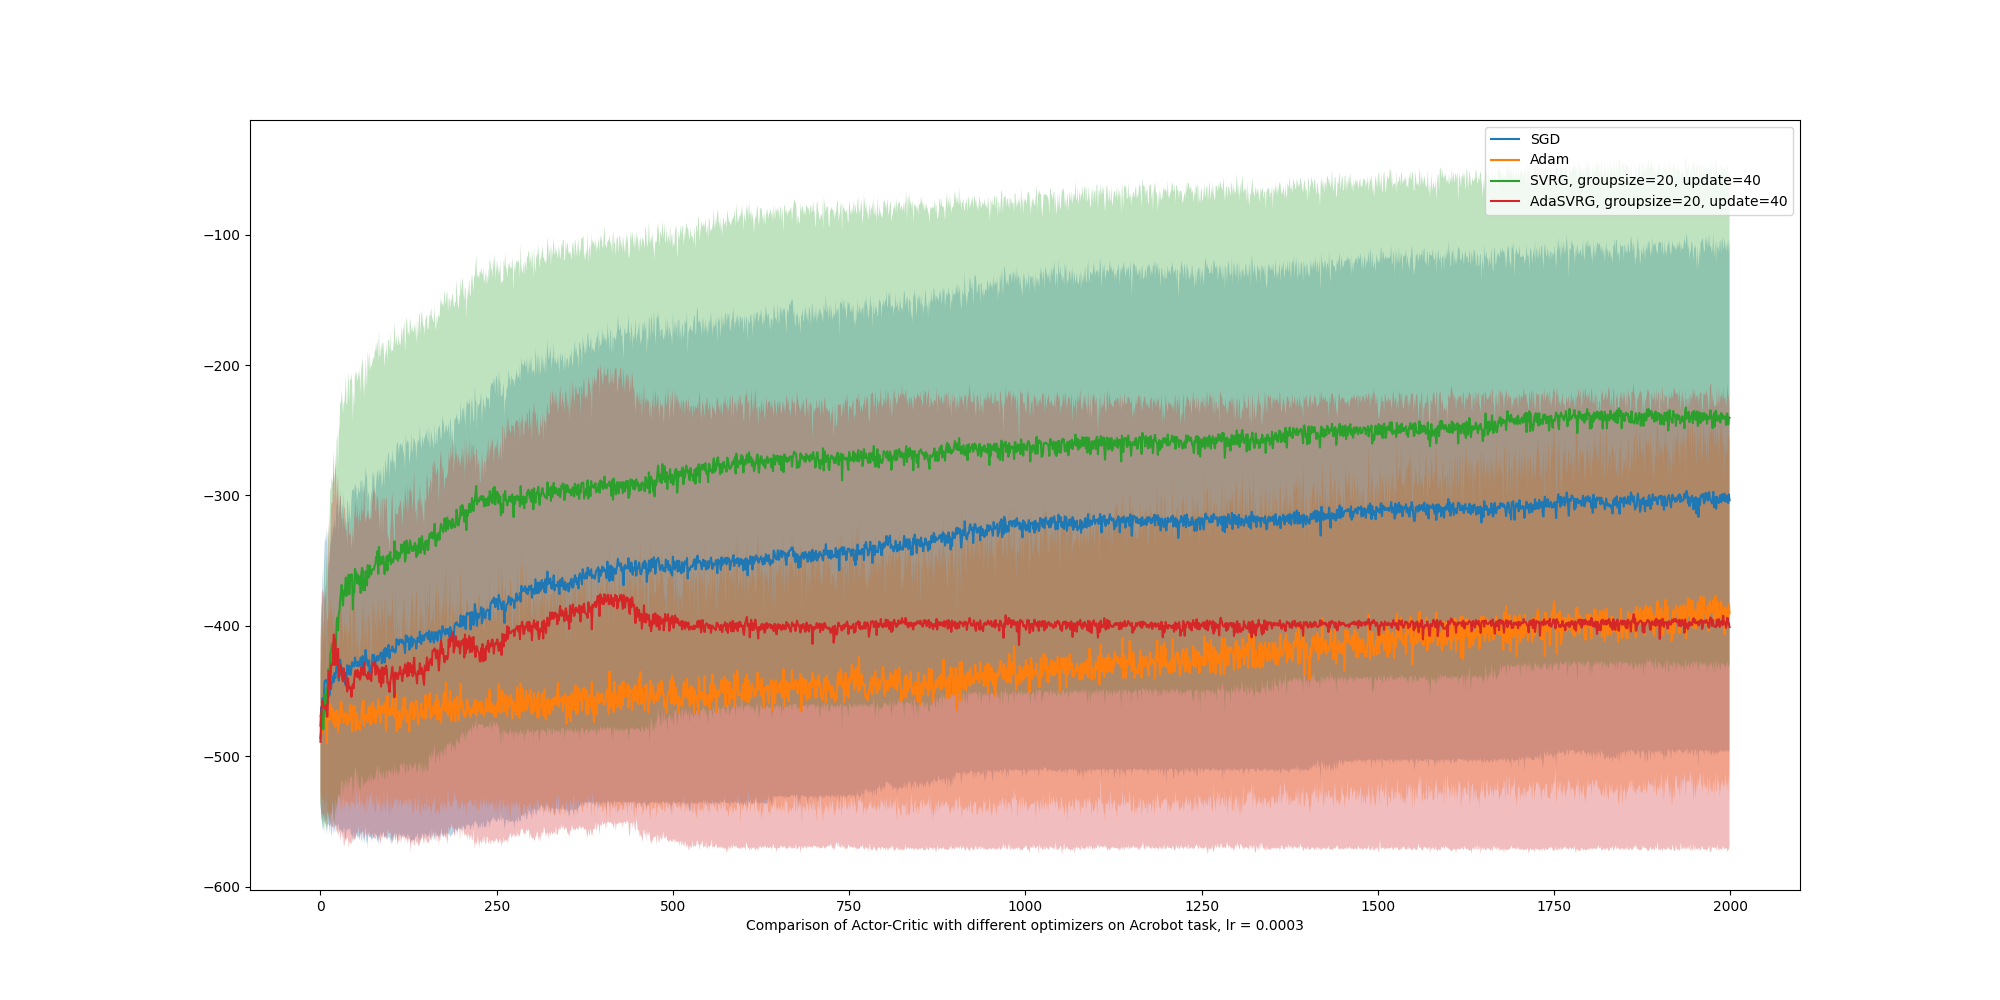 SGD
Adam
SVRG, groupsize=20, update=40
AdaSVRG, groupsize=20, update=40
−100
−200
−300
−400
−500
−600
0 250 500 750 1000 1250 1500 1750 2000
Comparison of Actor-Critic with different optimizers on Acrobot task, lr = 0.0003